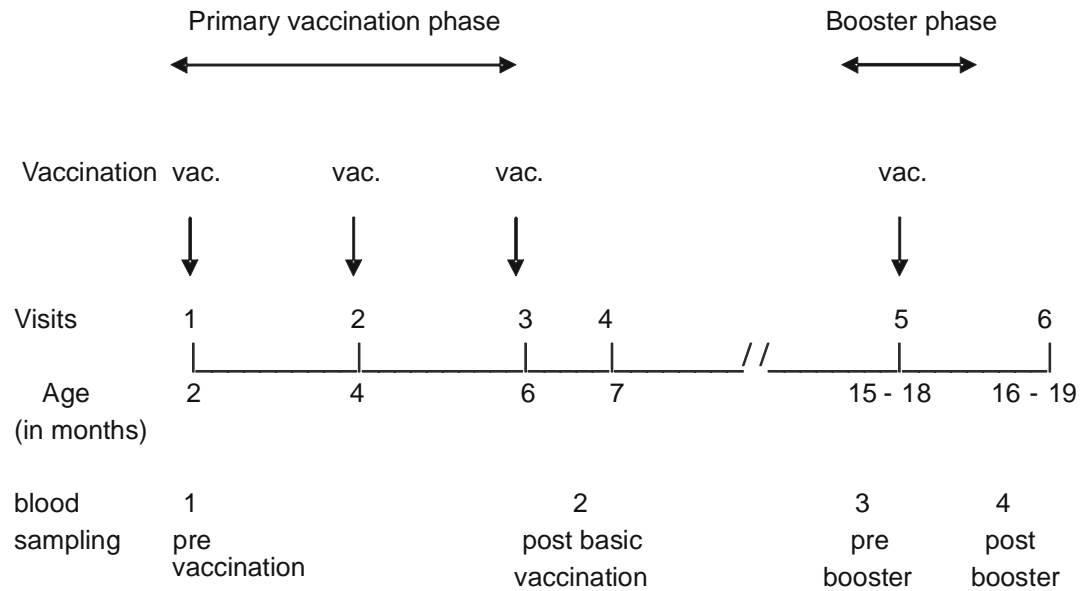 Primary vaccination phase Booster phase
Vaccination vac. vac. vac. vac.
Visits 1 2 3 4 5 6
//
Age 2 4 6 7 15 - 18 16 - 19
(in months)
blood 1 2 3 4
sampling pre post basic pre post
vaccination vaccination booster booster